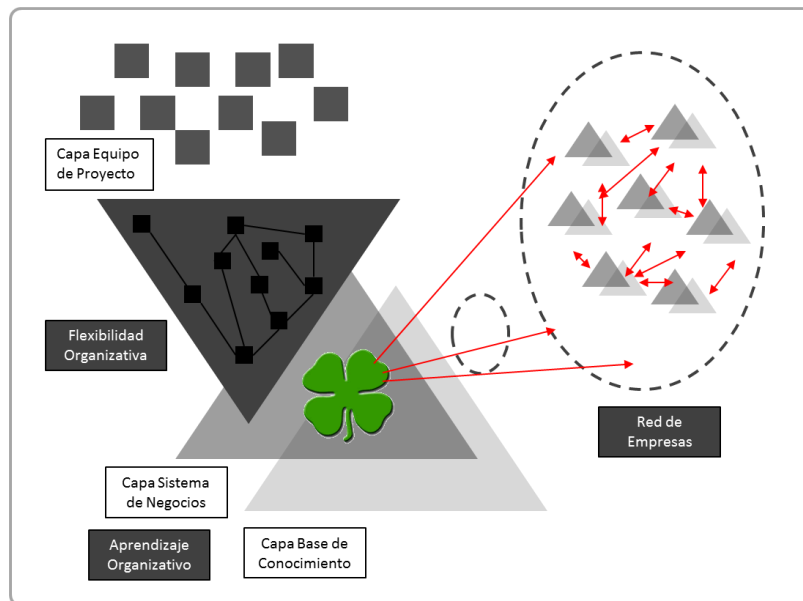 Capa Equipo
de Proyecto
Flexibilidad
Organizativa
Red de
Empresas
Capa Sistema
de Negocios
Aprendizaje
Organizativo
Capa Base de
Conocimiento